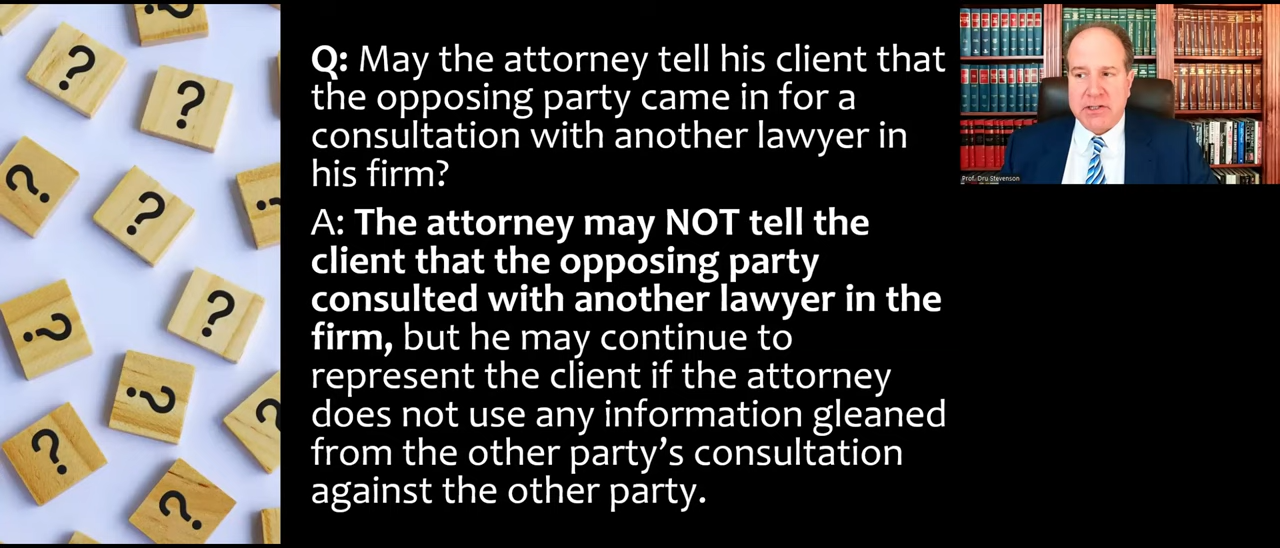 Q: May the attorney tell his client that
the opposing party came in for a
consultation with another lawyer in
his firm?
A: The attorney may NOT tell the
client that the opposing party
consulted with another lawyer in the
firm, but he may continue to
represent the client if the attorney
does not use any information gleaned
from the other party’s consultation
against the other party.
Prof. Dru Stevenson
? ? ? ? ? ? ? ? ? ? ? ?